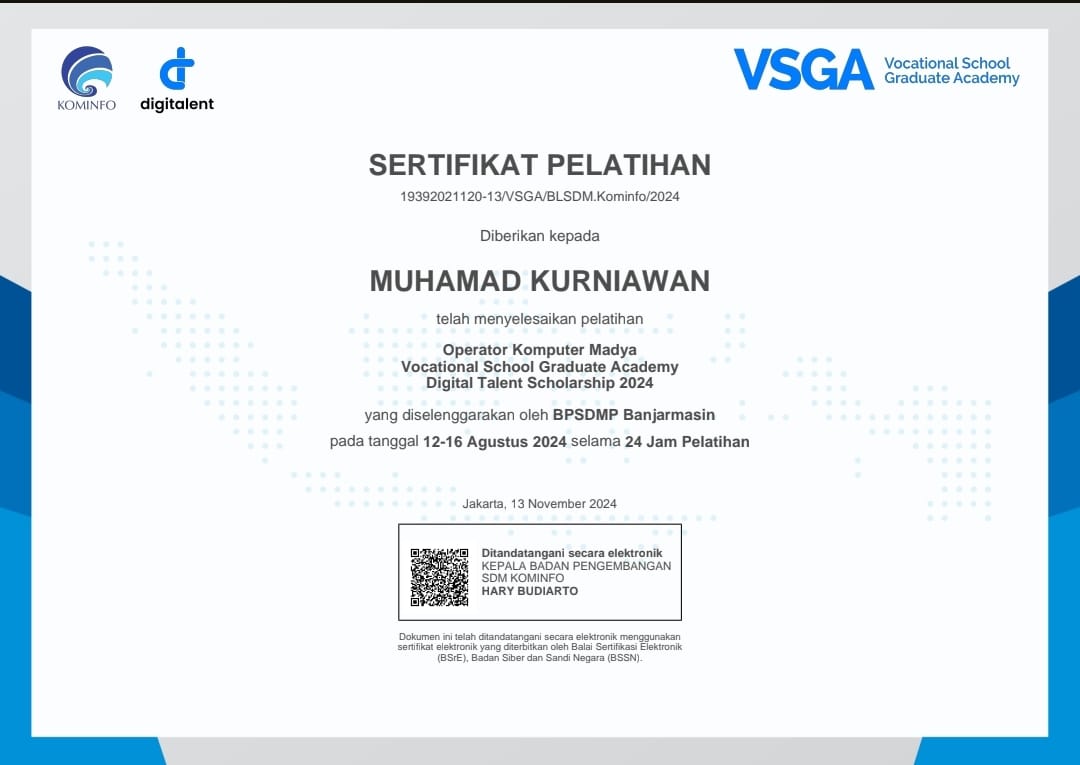 KOMINFO
digitalent
VSGA
Vocational School
Graduate Academy
SERTIFIKAT PELATIHAN
19392021120-13/VSGA/BLSDM.Kominfo/2024
Diberikan kepada
MUHAMAD KURNIAWAN
telah menyelesaikan pelatihan
Operator Komputer Madya
Vocational School Graduate Academy
Digital Talent Scholarship 2024
yang diselenggarakan oleh BPSDMP Banjarmasin
pada tanggal 12-16 Agustus 2024 selama 24 Jam Pelatihan
Jakarta, 13 November 2024
Ditandatangani secara elektronik
KEPALA BADAN PENGEMBANGAN
SDM KOMINFO
HARY BUDIARTO
Dokumen ini telah ditandatangani secara elektronik menggunakan
sertifikat elektronik yang diterbitkan oleh Balai Sertifikasi Elektronik
(BSrE), Badan Siber dan Sandi Negara (BSSN).